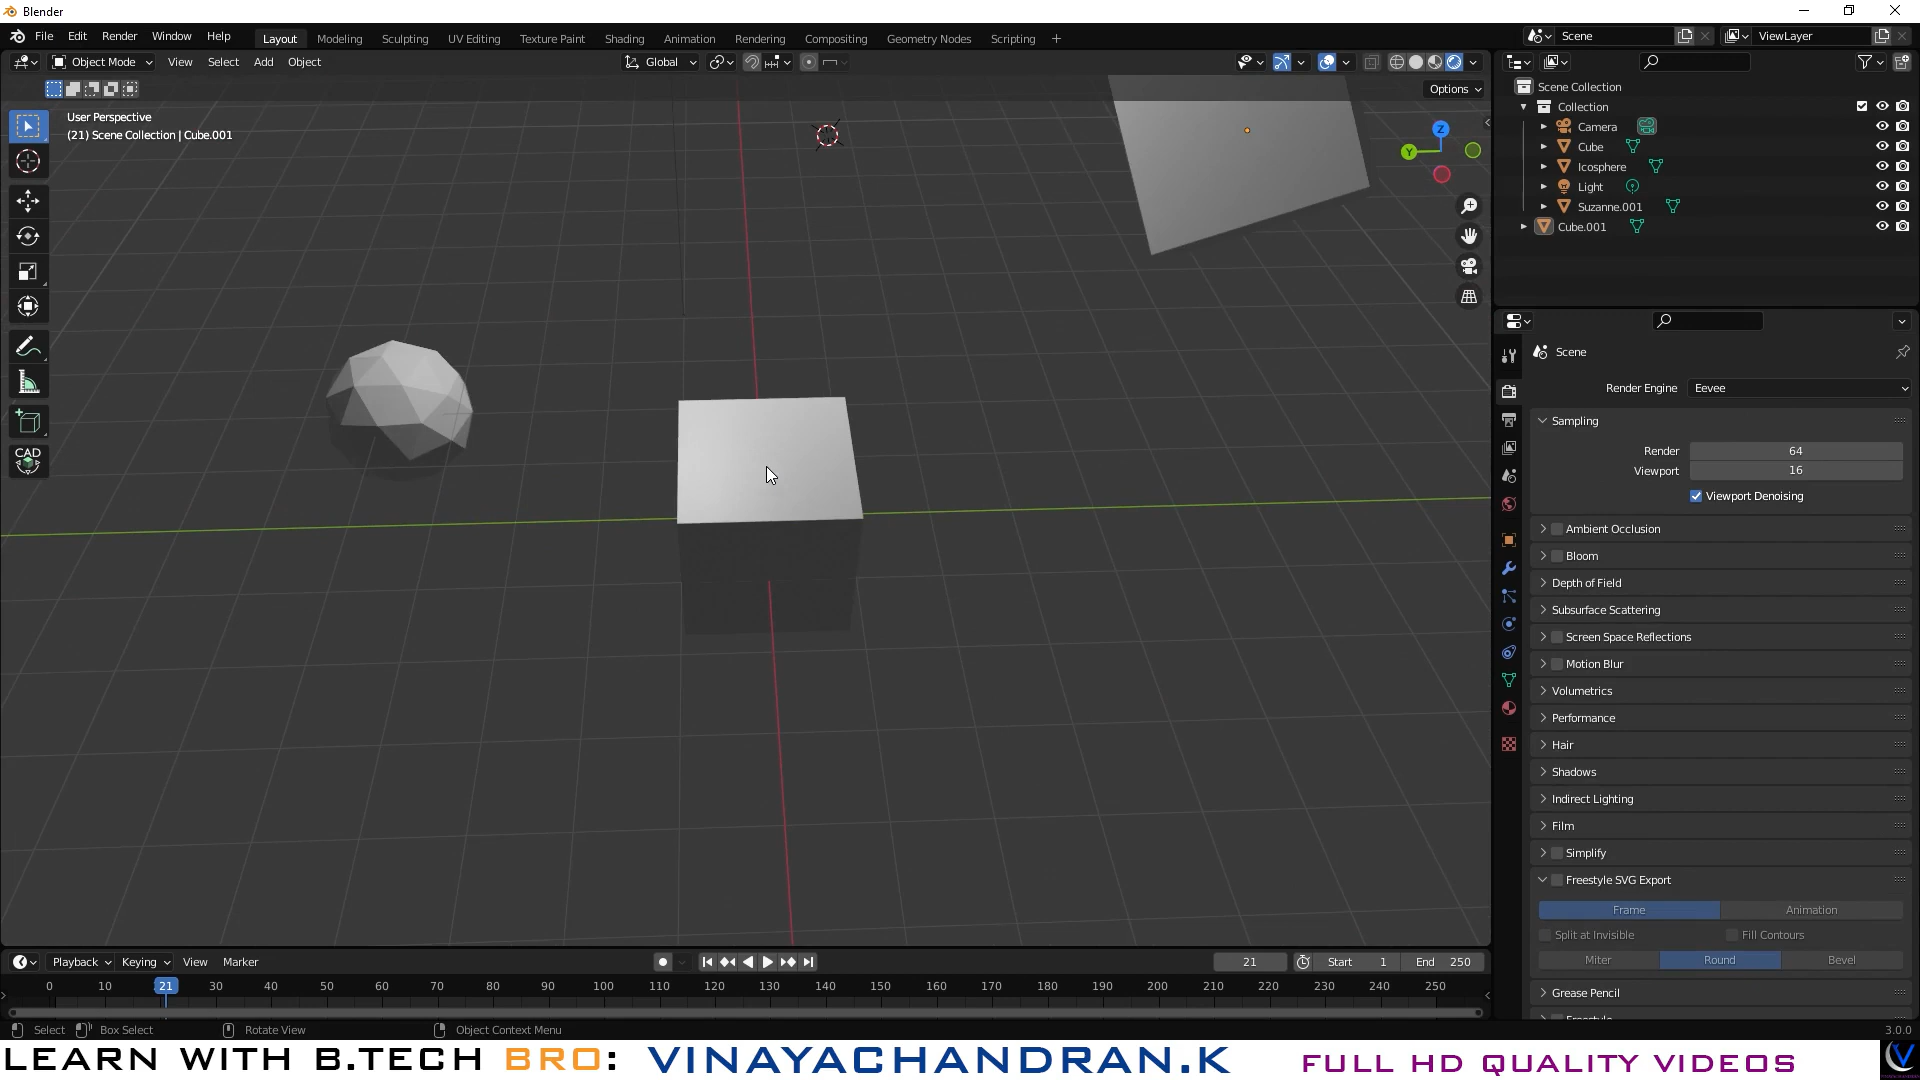 Blender
File Edit Render Window Help Layout Modeling Sculpting UV Editing Texture Paint Shading Animation Rendering Compositing Geometry Nodes Scripting + Scene ViewLayer
Object Mode View Select Add Object Global
Options
User Perspective
(21) Scene Collection | Cube.001
Z
Y
CAD
Scene Collection
Collection
Camera
Cube
Icosphere
Light
Suzanne.001
Cube.001
Scene
Render Engine Eevee
Sampling
Render 64
Viewport 16
Viewport Denoising
Ambient Occlusion
Bloom
Depth of Field
Subsurface Scattering
Screen Space Reflections
Motion Blur
Volumetrics
Performance
Hair
Shadows
Indirect Lighting
Film
Simplify
Freestyle SVG Export
Frame Animation
Split at Invisible Fill Contours
Miter Round Bevel
Grease Pencil
Playback Keying View Marker 21 Start 1 End 250
0 10 21 30 40 50 60 70 80 90 100 110 120 130 140 150 160 170 180 190 200 210 220 230 240 250
Select Box Select Rotate View Object Context Menu 3.0.0
LEARN WITH B.TECH BRO: VINAYACHANDRAN.K FULL HD QUALITY VIDEOS